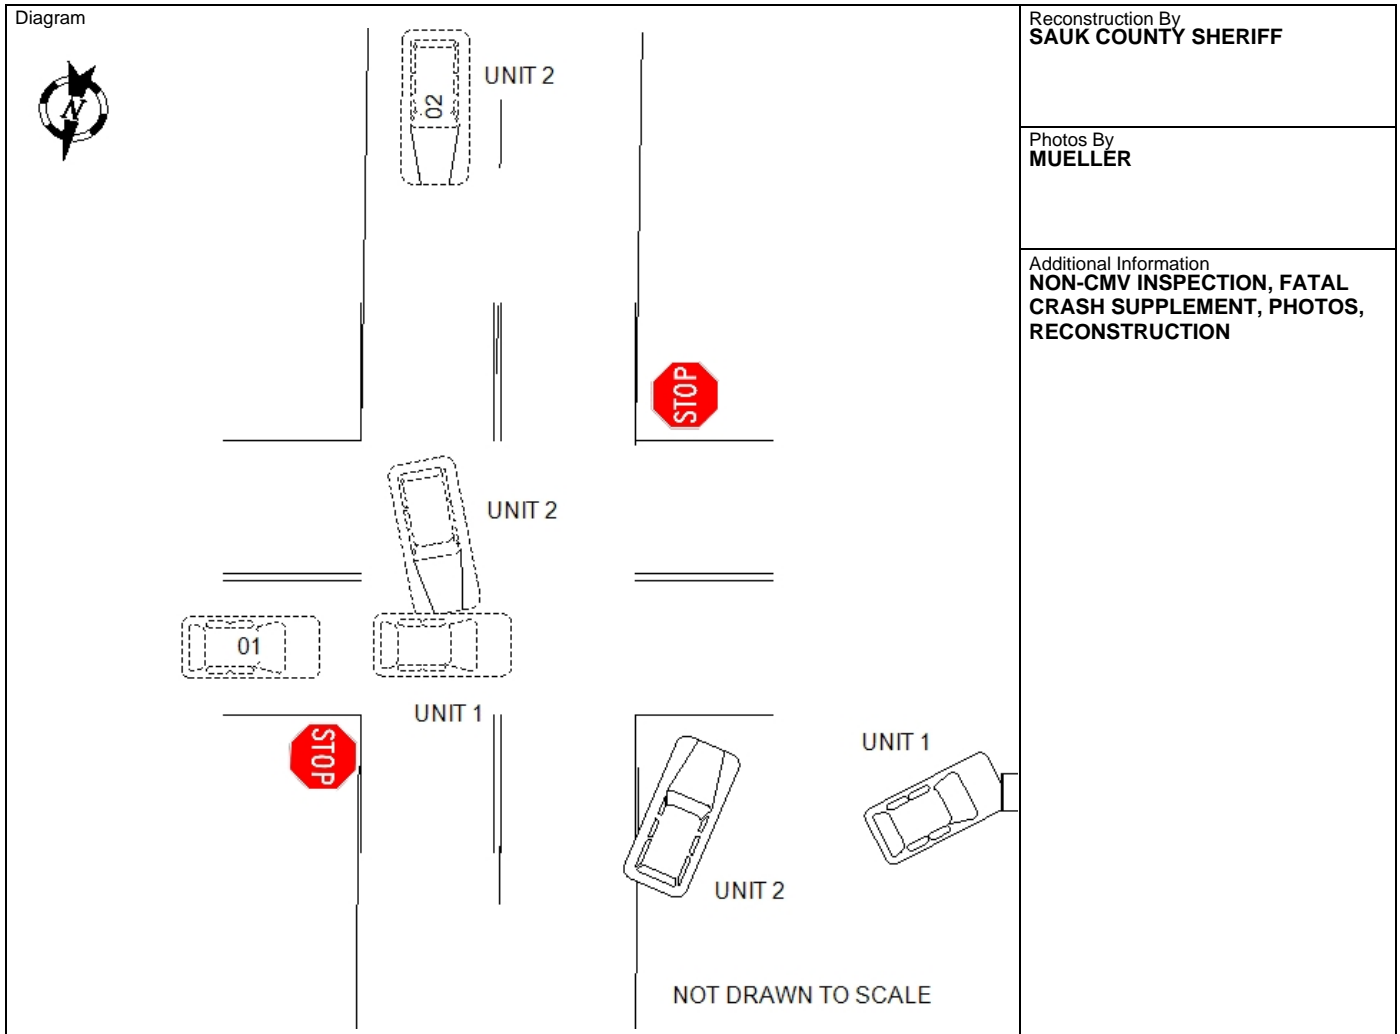 Diagram
Reconstruction By
SAUK COUNTY SHERIFF
Photos By
MUELLER
Additional Information
NON-CMV INSPECTION, FATAL
CRASH SUPPLEMENT, PHOTOS,
RECONSTRUCTION
N
02
UNIT 2
STOP
UNIT 2
01
UNIT 1
STOP
UNIT 1
UNIT 2
NOT DRAWN TO SCALE